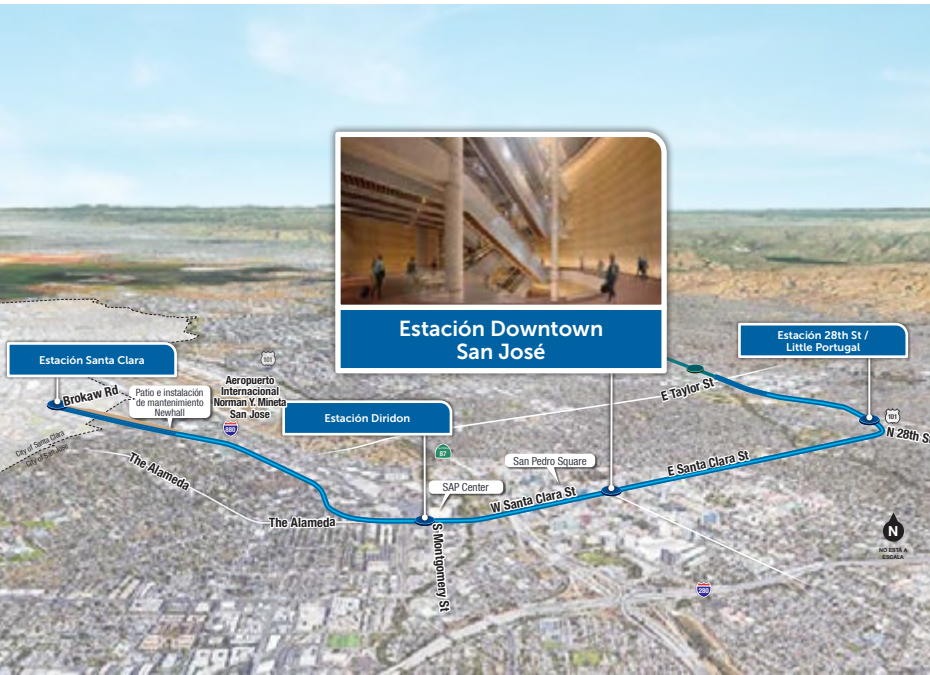 Estación Downtown
San José
Estación 28th St /
Little Portugal
Estación Santa Clara
101
Brokaw Rd
Patio e instalación
de mantenimiento
Newhall
Aeropuerto
Internacional
Norman Y. Mineta
San Jose
880
Estación Diridon
E Taylor St
101
N 28th St
City of Santa Clara
City of San Jose
The Alameda
87
San Pedro Square
E Santa Clara St
SAP Center
W Santa Clara St
The Alameda
S Montgomery St
N
NO ESTÁ A
ESCALA
280